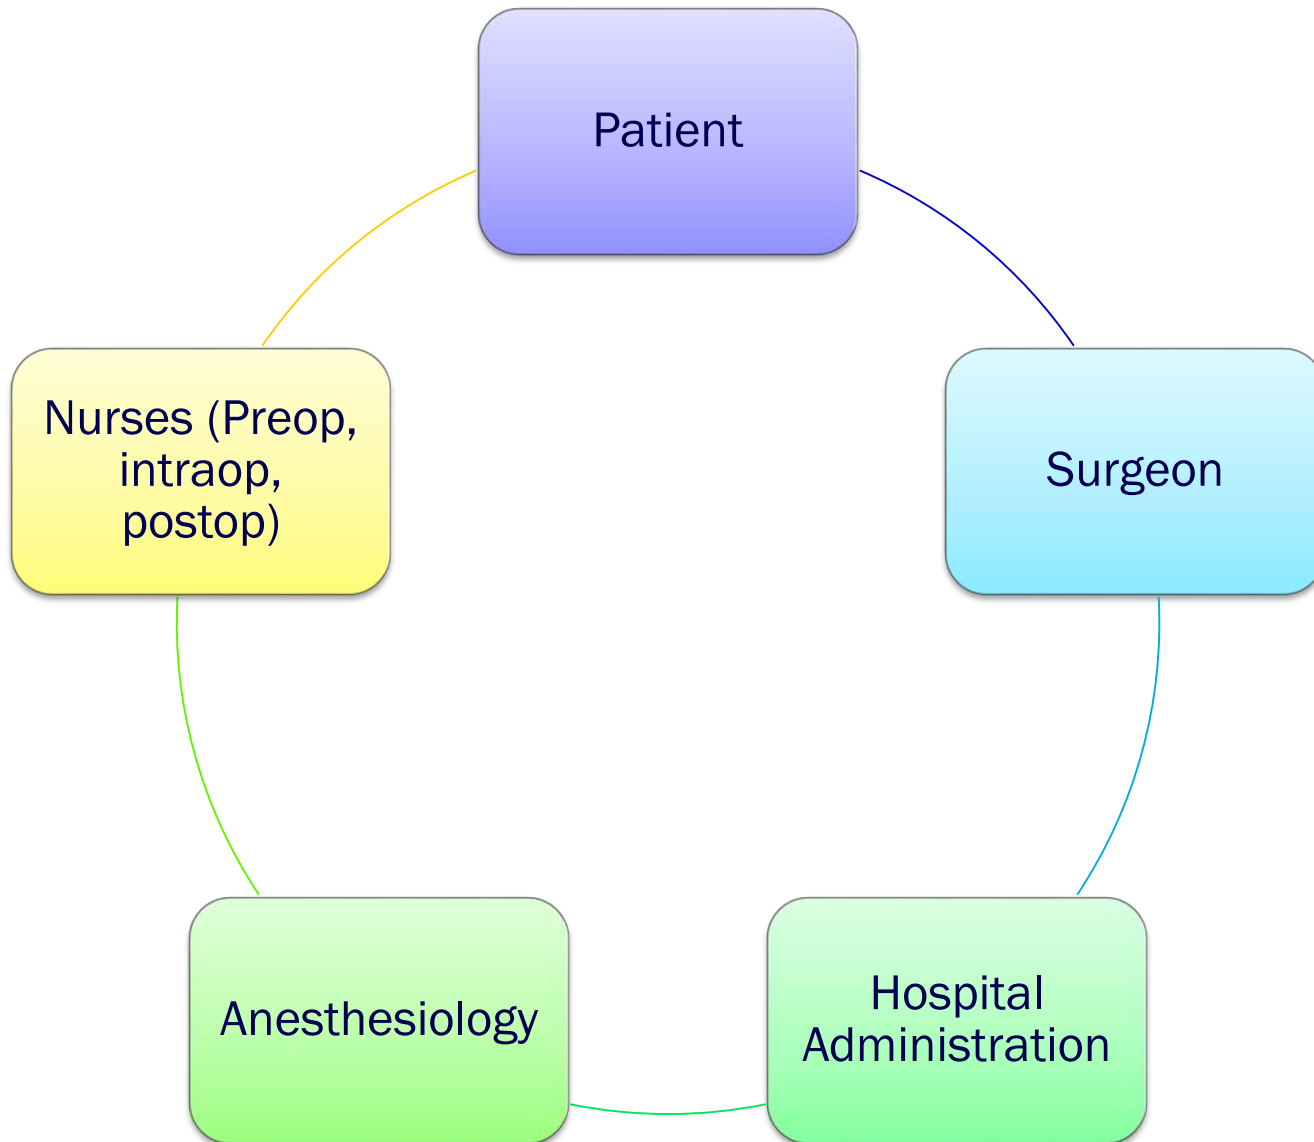 Patient
Surgeon
Hospital
Administration
Anesthesiology
Nurses (Preop,
intraop,
postop)